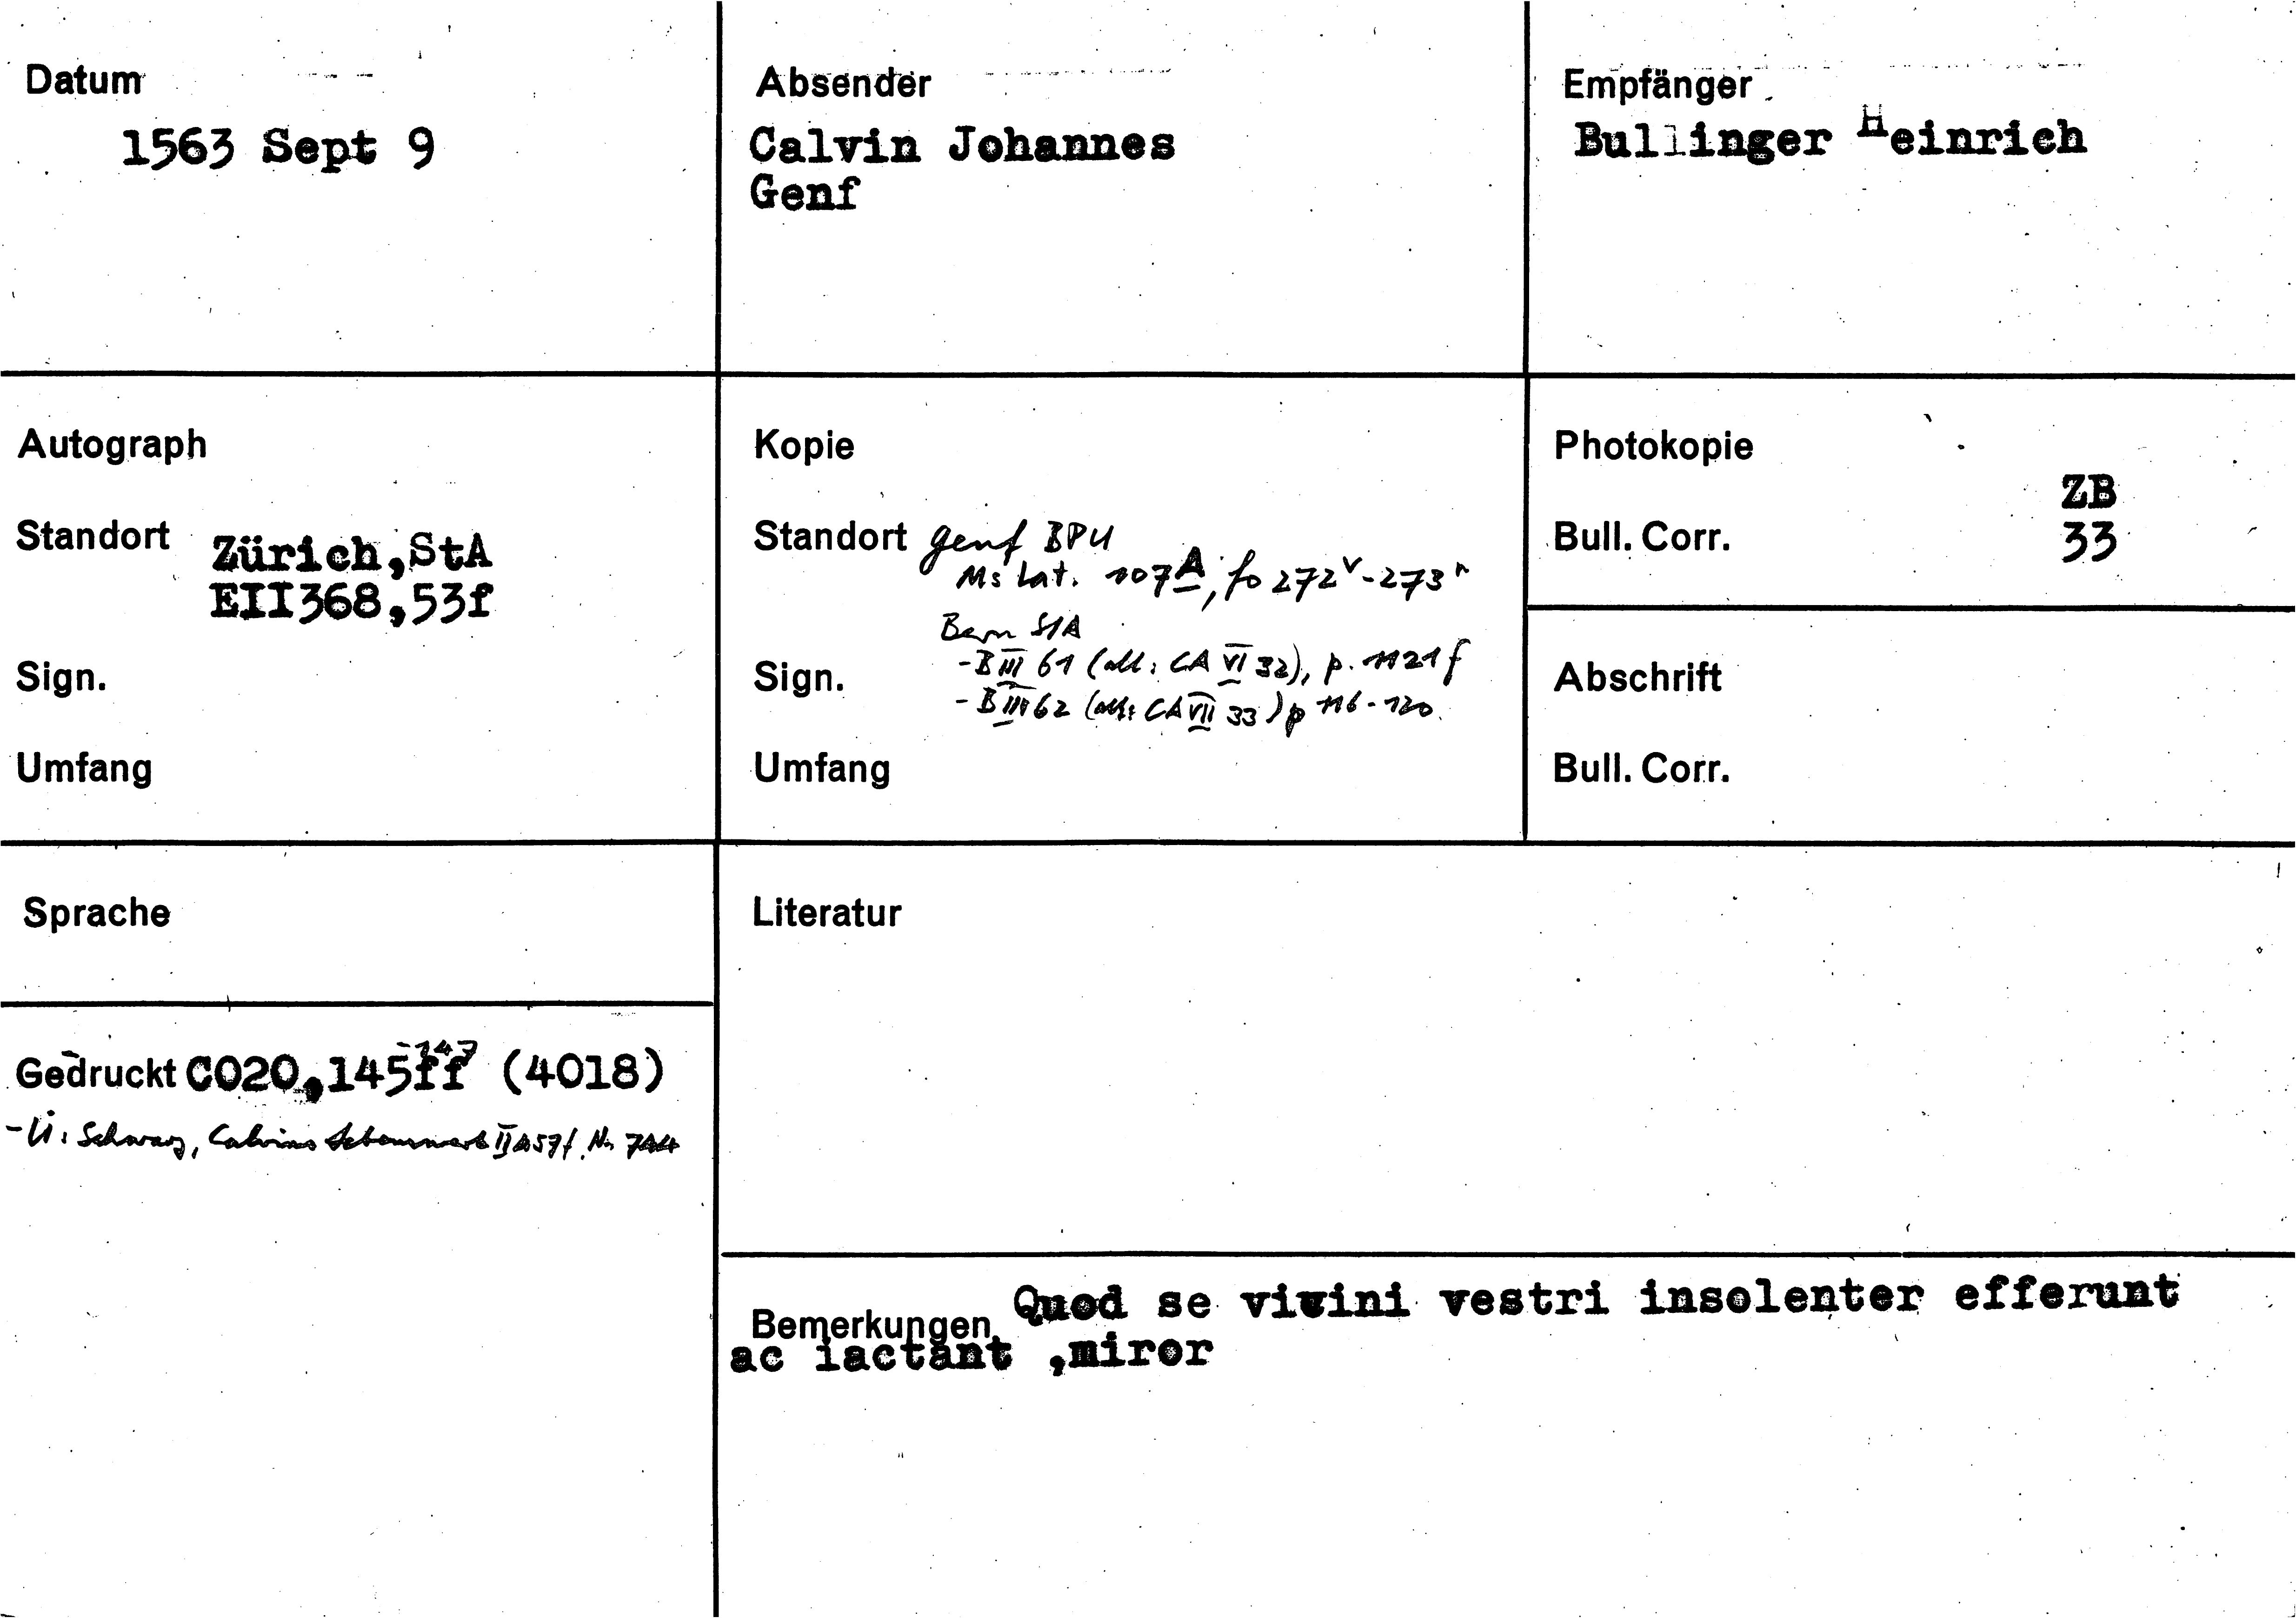 Datum
1563 Sept 9
Absender
Calvin Johannes
Genf
Empfänger
Bullinger Heinrich
Autograph
Standort Zürich,StA
EII368,53f
Sign.
Umfang
Kopie
Standort Genf BPU
Ms lat. 107A, fo 272v-273r
Bern StA
Sign. -B III 61 (alt: CA VI 32), p. 1121f
- B III 62 (alt: CA VII 33) p 116-120.
Umfang
Photokopie
ZB
Bull. Corr. 33
Abschrift
Bull. Corr.
Sprache
Gedruckt CO20,145ff -147 (4018)
- Ü: Schwarz, Calvins Lebenswerk II Nr. 744
Literatur
Bemerkungen Quod se vicini vestri insolenter efferunt
ac iactant ,miror